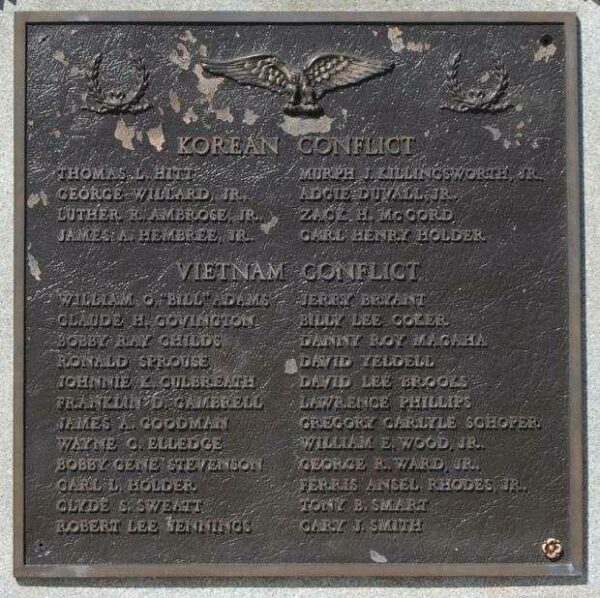 KOREAN CONFLICT
THOMAS L. HITT
GEORGE WILLARD, JR.
LUTHER R. AMBROSE, JR.
JAMES A. HEMBREE, JR.
MURPH J. KILLINGSWORTH, JR.
ADGIE DUVALL, JR.
ZACK H. McCORD
CARL HENRY HOLDER
VIETNAM CONFLICT
WILLIAM O. "BILL" ADAMS
CLAUDE H. COVINGTON
BOBBY RAY CHILDS
RONALD SPROUSE
JOHNNIE K. CULBREATH
FRANKLIN D. GAMBRELL
JAMES A. GOODMAN
WAYNE C. ELLEDGE
BOBBY GENE STEVENSON
CARL L. HOLDER
CLYDE S. SWEATT
ROBERT LEE JENNINGS
JERRY BRYANT
BILLY LEE COKER
DANNY ROY MAGAHA
DAVID YELDELL
DAVID LEE BROOKS
LAWRENCE PHILLIPS
GREGORY CARLYLE SCHOPER
WILLIAM E. WOOD, JR.
GEORGE R. WARD, JR.
FERRIS ANSEL RHODES, JR.
TONY B. SMART
GARY J. SMITH